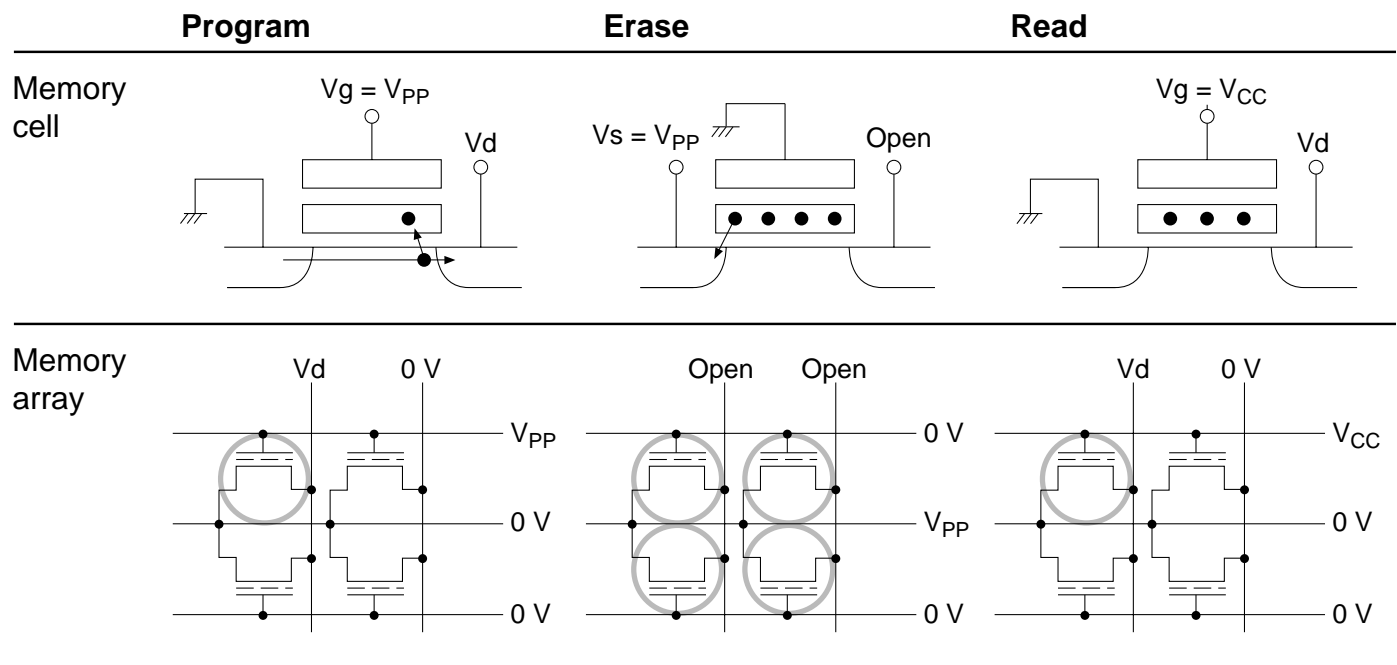 Program Erase Read
Memory
cell
Vg = VPP
Vd
Vs = VPP
Open
Vg = VCC
Vd
Memory
array
Vd 0 V
VPP
0 V
0 V
Open Open
0 V
VPP
0 V
Vd 0 V
VCC
0 V
0 V